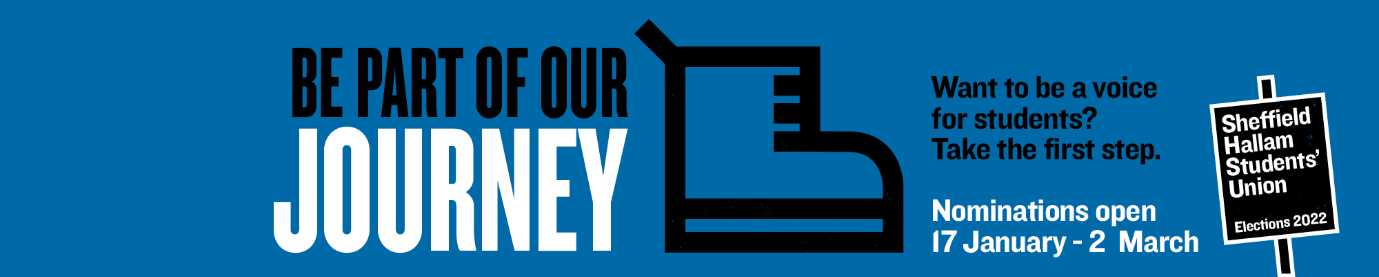 BE PART OF OUR
JOURNEY
Want to be a voice
for students?
Take the first step.
Nominations open
17 January - 2 March
Sheffield
Hallam
Students'
Union
Elections 2022